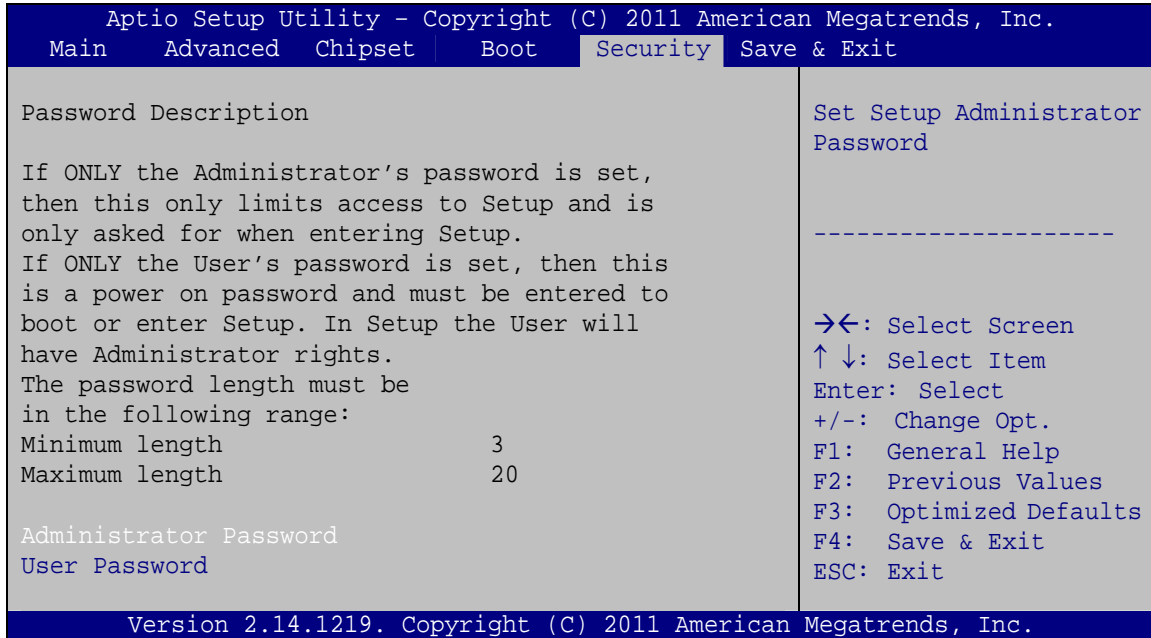 Aptio Setup Utility – Copyright (C) 2011 American Megatrends, Inc.
Main Advanced Chipset Boot Security Save & Exit
Password Description
If ONLY the Administrator’s password is set,
then this only limits access to Setup and is
only asked for when entering Setup.
If ONLY the User’s password is set, then this
is a power on password and must be entered to
boot or enter Setup. In Setup the User will
have Administrator rights.
The password length must be
in the following range:
Minimum length 3
Maximum length 20
Administrator Password
User Password
Set Setup Administrator
Password
---------------------
→←: Select Screen
↑ ↓: Select Item
Enter: Select
+/-: Change Opt.
F1: General Help
F2: Previous Values
F3: Optimized Defaults
F4: Save & Exit
ESC: Exit
Version 2.14.1219. Copyright (C) 2011 American Megatrends, Inc.